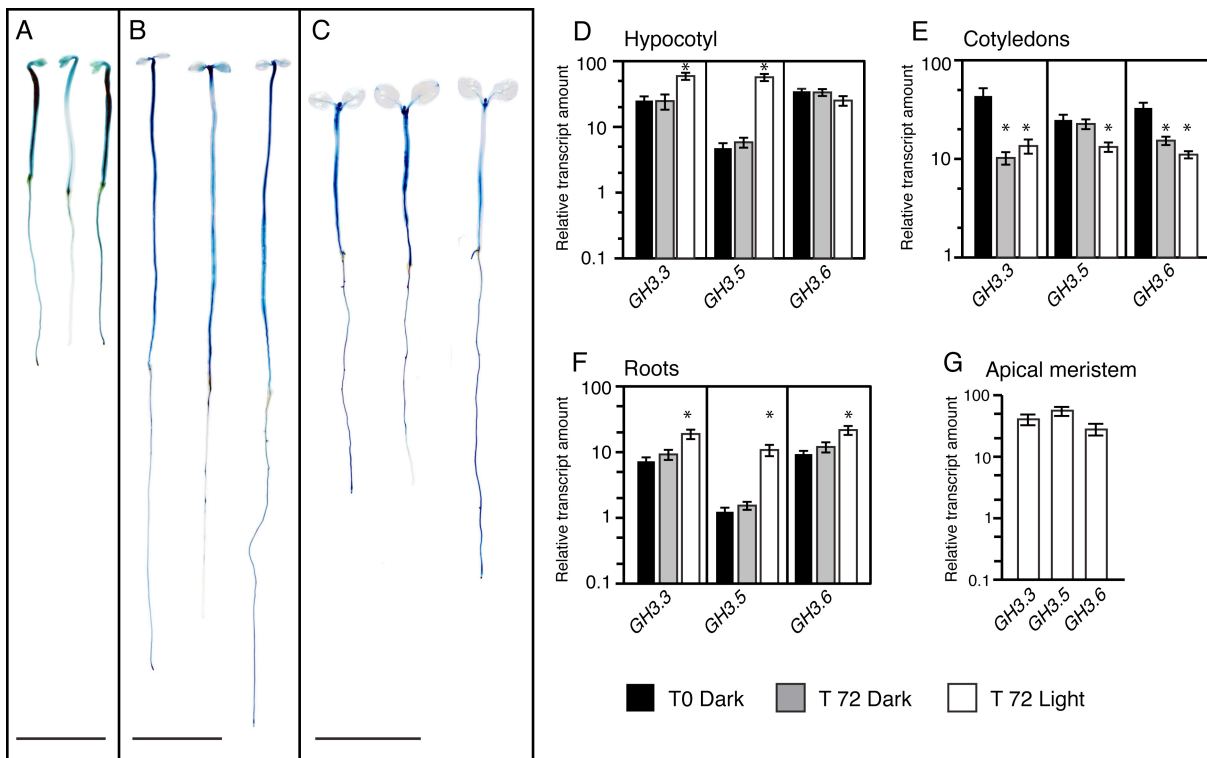 A
B
C
D Hypocotyl
Relative transcript amount
100
*
*
10
1
0.1
GH3.3
GH3.5
GH3.6
E Cotyledons
Relative transcript amount
100
* *
*
* *
10
1
GH3.3
GH3.5
GH3.6
F Roots
Relative transcript amount
100
*
*
*
10
1
0.1
GH3.3
GH3.5
GH3.6
G Apical meristem
Relative transcript amount
100
10
1
0.1
GH3.3
GH3.5
GH3.6
T0 Dark
T 72 Dark
T 72 Light